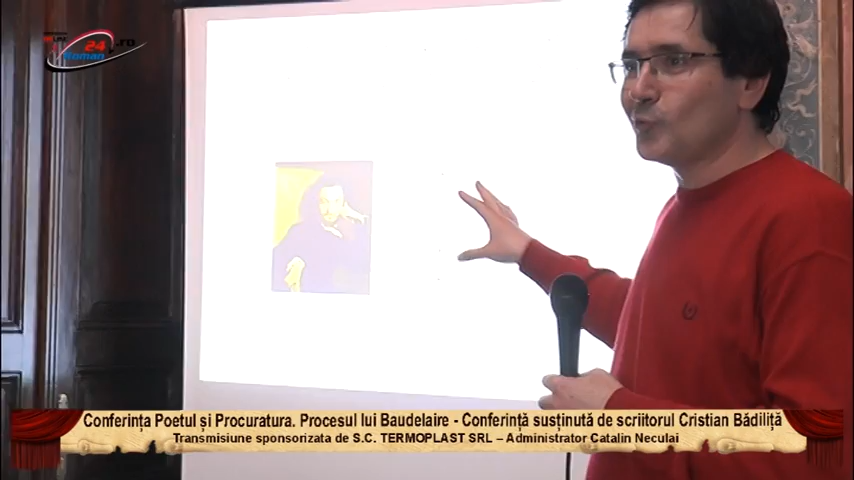 24.ro
Roman
Conferința Poetul și Procuratura. Procesul lui Baudelaire - Conferință susținută de scriitorul Cristian Bădiliță
Transmisiune sponsorizata de S.C. TERMOPLAST SRL – Administrator Catalin Neculai